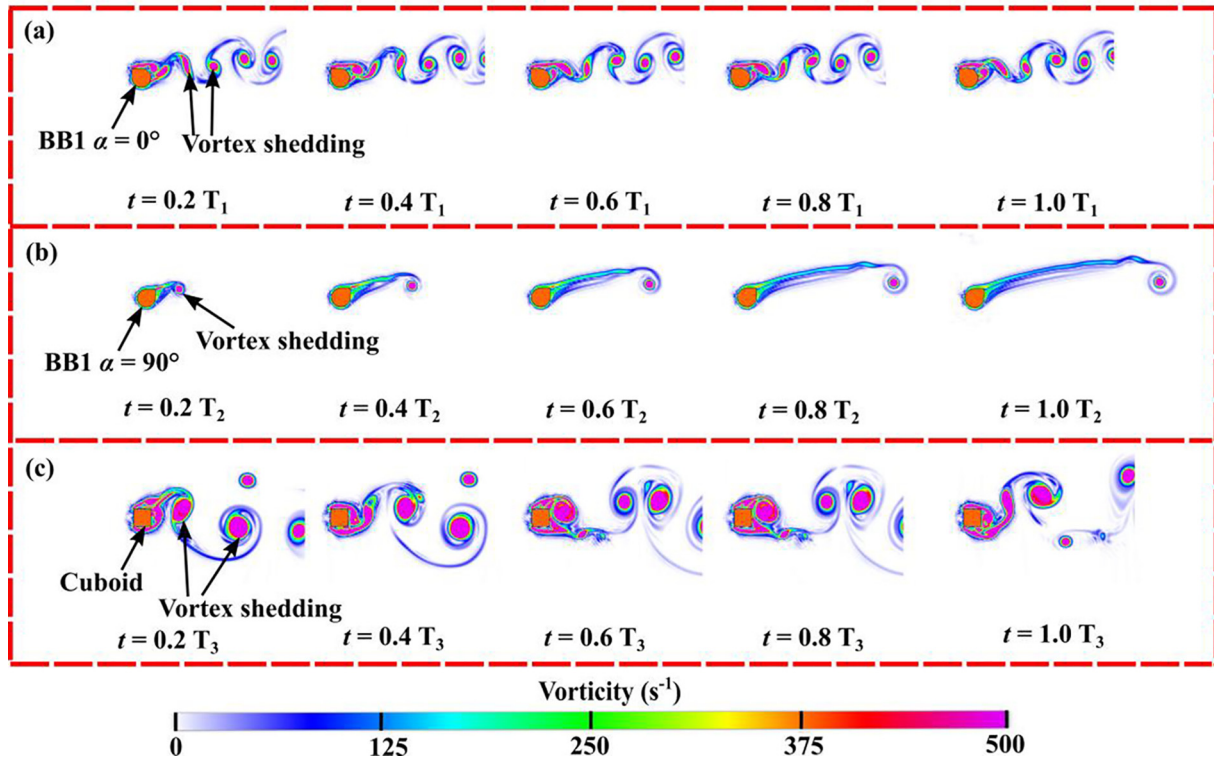 (a)
BB1 α = 0°
Vortex shedding
t = 0.2 T₁
t = 0.4 T₁
t = 0.6 T₁
t = 0.8 T₁
t = 1.0 T₁
(b)
Vortex shedding
BB1 α = 90°
t = 0.2 T₂
t = 0.4 T₂
t = 0.6 T₂
t = 0.8 T₂
t = 1.0 T₂
(c)
Cuboid
Vortex shedding
t = 0.2 T₃
t = 0.4 T₃
t = 0.6 T₃
t = 0.8 T₃
t = 1.0 T₃
Vorticity (s⁻¹)
0 125 250 375 500